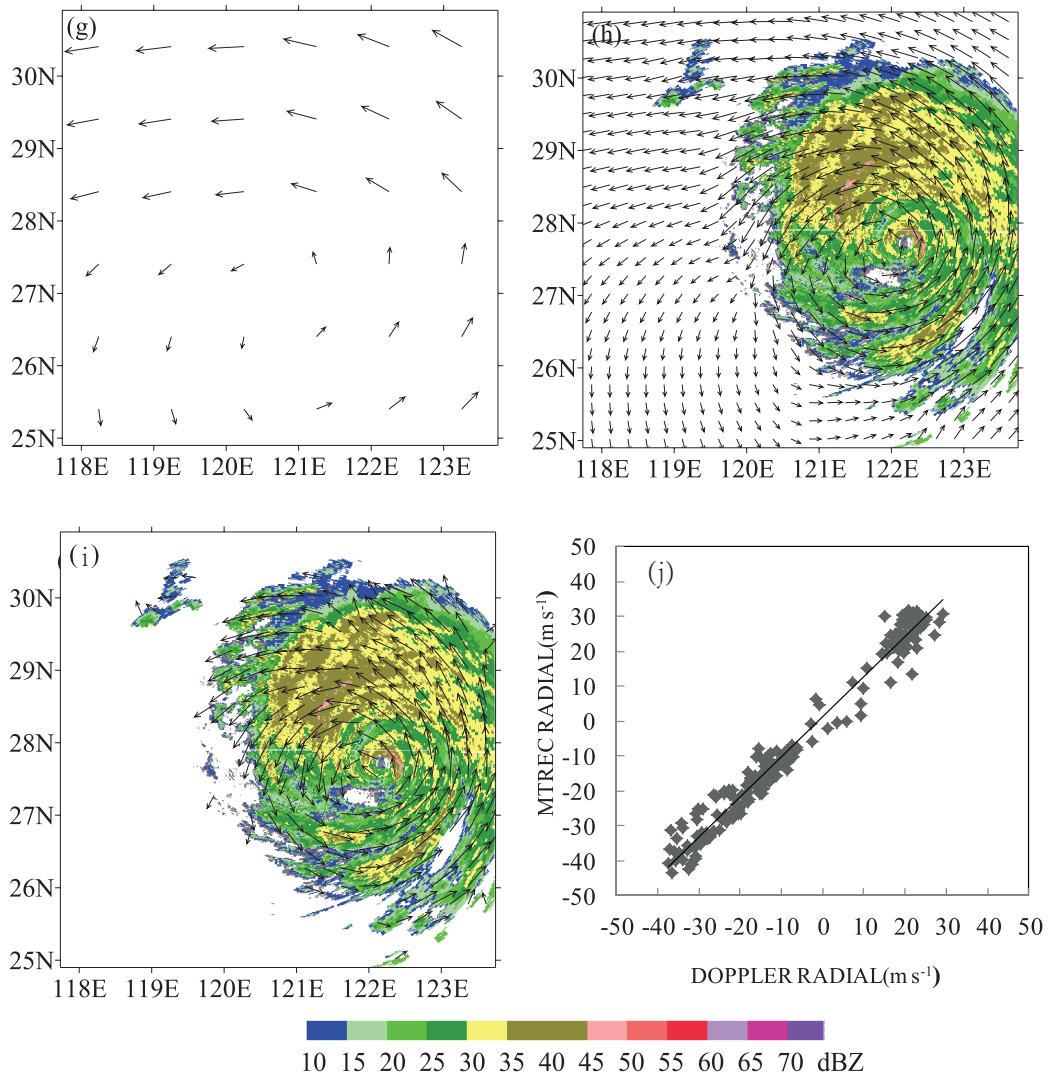 (g)
30N
29N
28N
27N
26N
25N
118E 119E 120E 121E 122E 123E
(h)
30N
29N
28N
27N
26N
25N
118E 119E 120E 121E 122E 123E
(i)
30N
29N
28N
27N
26N
25N
118E 119E 120E 121E 122E 123E
(j)
MTREC RADIAL(m s-1)
50
40
30
20
10
0
-10
-20
-30
-40
-50
-50 -40 -30 -20 -10 0 10 20 30 40 50
DOPPLER RADIAL(m s-1)
10 15 20 25 30 35 40 45 50 55 60 65 70 dBZ